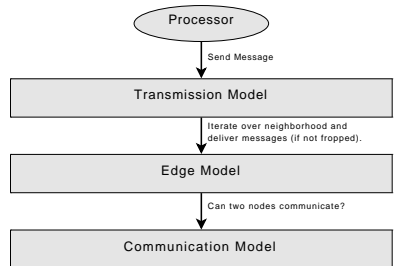 Processor
Send Message
Transmission Model
Iterate over neighborhood and
deliver messages (if not fropped).
Edge Model
Can two nodes communicate?
Communication Model